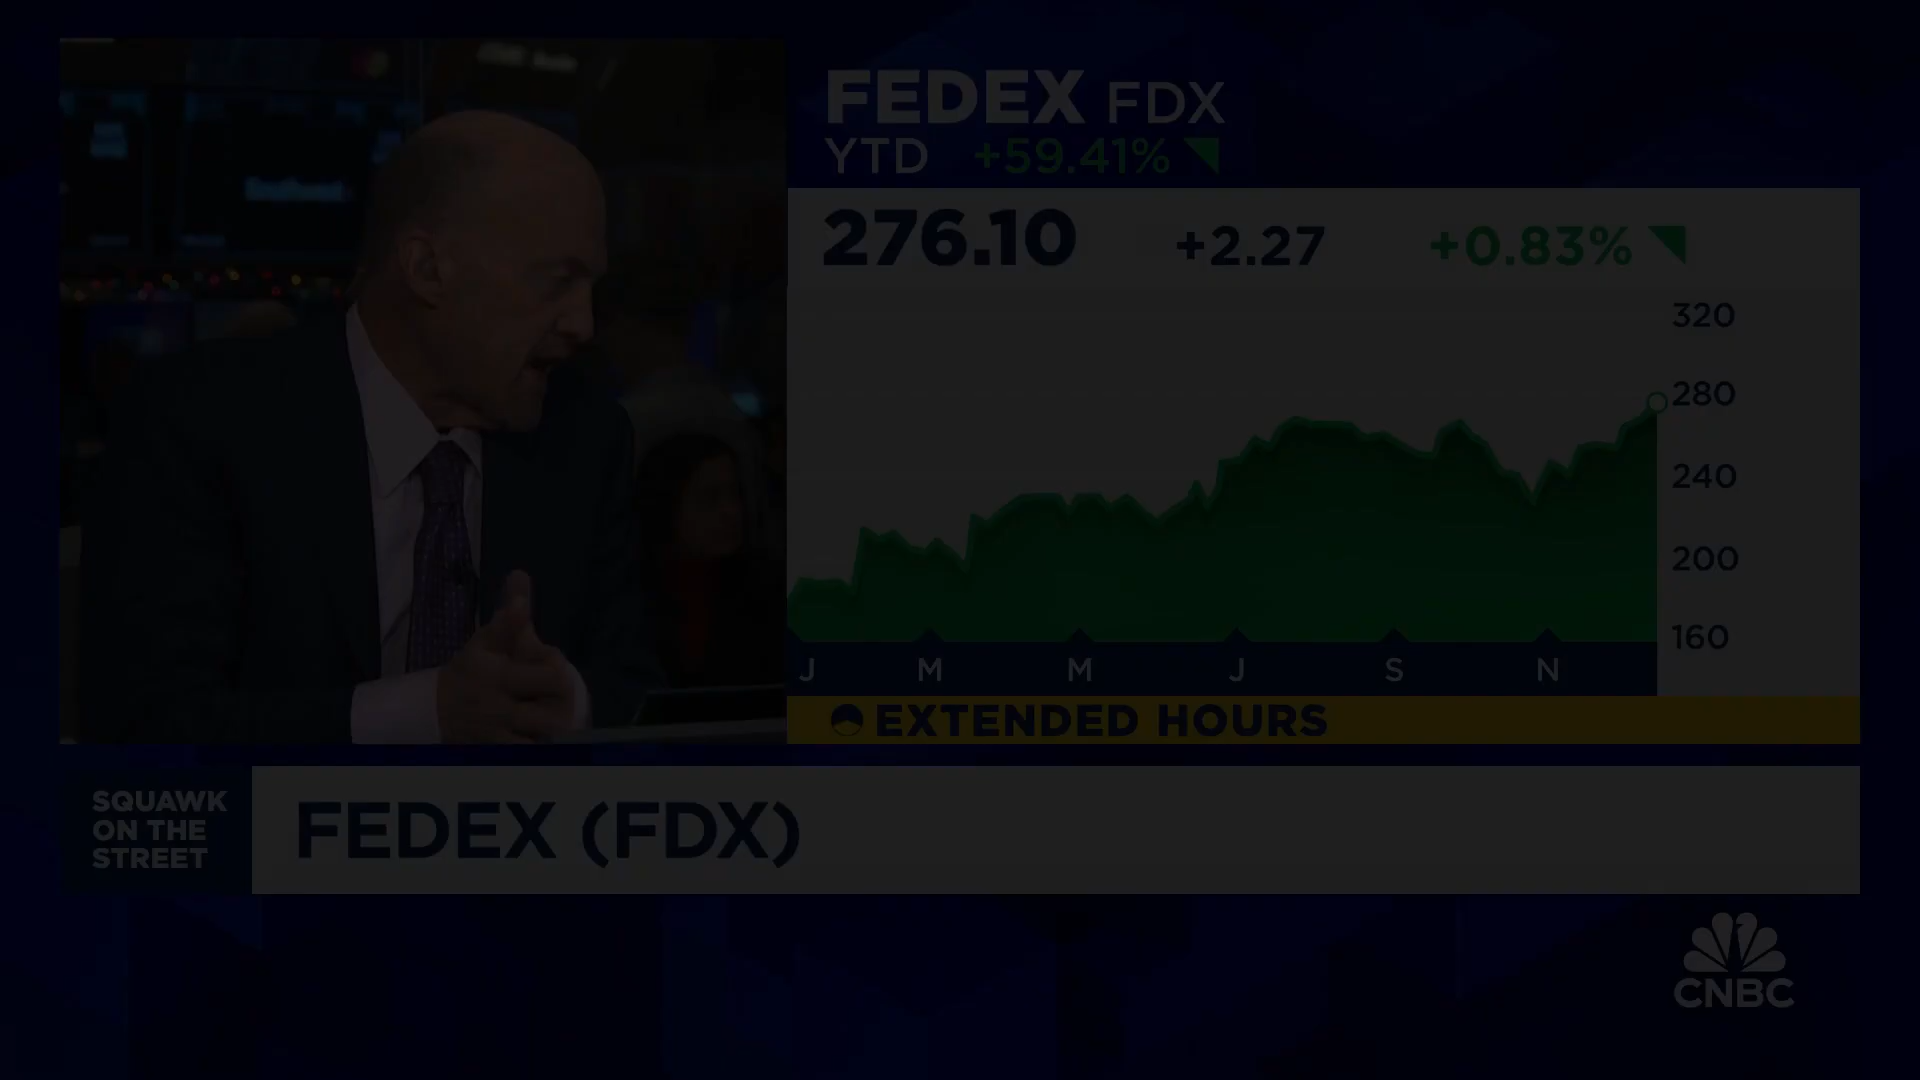 FEDEX FDX
YTD +59.41%
276.10 +2.27 +0.83%
320
280
240
200
160
J M M J S N
EXTENDED HOURS
SQUAWK
ON THE
STREET
FEDEX (FDX)
CNBC